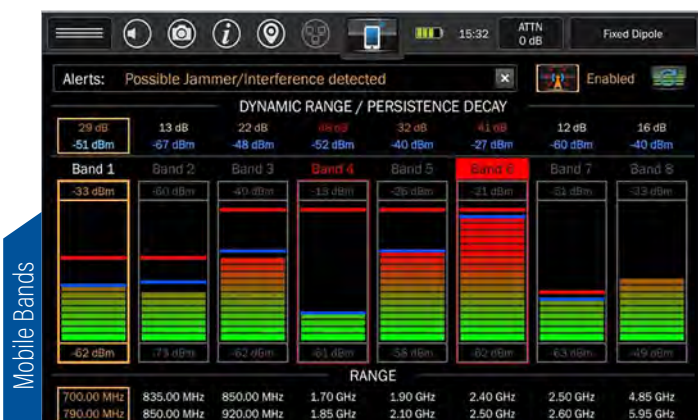 15:32 ATTN 0 dB Fixed Dipole
Alerts: Possible Jammer/Interference detected Enabled
DYNAMIC RANGE / PERSISTENCE DECAY
29 dB 13 dB 22 dB 32 dB 41 dB 12 dB 16 dB
-51 dBm -67 dBm -48 dBm -52 dBm -40 dBm -27 dBm -60 dBm -40 dBm
Band 1 Band 2 Band 3 Band 4 Band 5 Band 6 Band 7 Band 8
-33 dBm -60 dBm -49 dBm -13 dBm -26 dBm -21 dBm -51 dBm -33 dBm
-62 dBm -73 dBm -62 dBm -61 dBm -58 dBm -62 dBm -63 dBm -49 dBm
RANGE
700.00 MHz 835.00 MHz 850.00 MHz 1.70 GHz 1.90 GHz 2.40 GHz 2.50 GHz 4.85 GHz
790.00 MHz 850.00 MHz 920.00 MHz 1.85 GHz 2.10 GHz 2.50 GHz 2.60 GHz 5.95 GHz
Mobile Bands